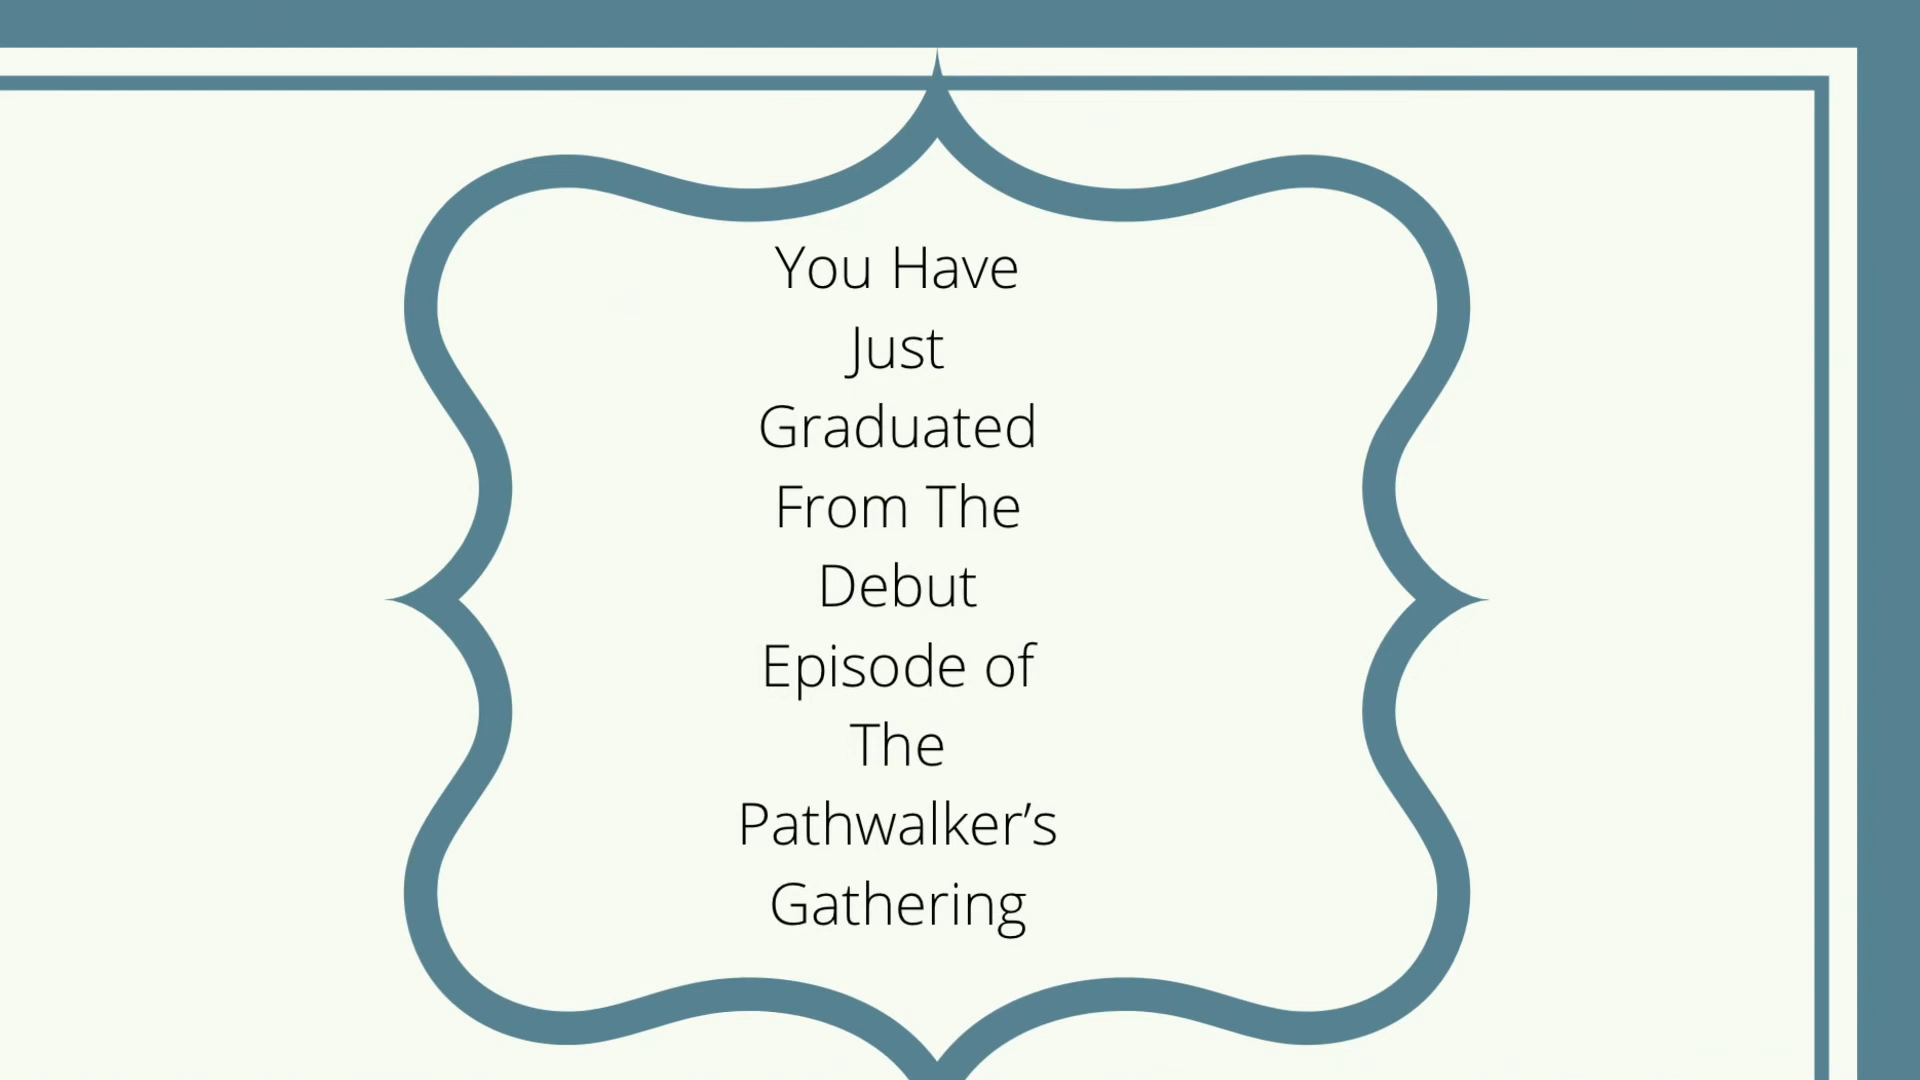 You Have
Just
Graduated
From The
Debut
Episode of
The
Pathwalker’s
Gathering